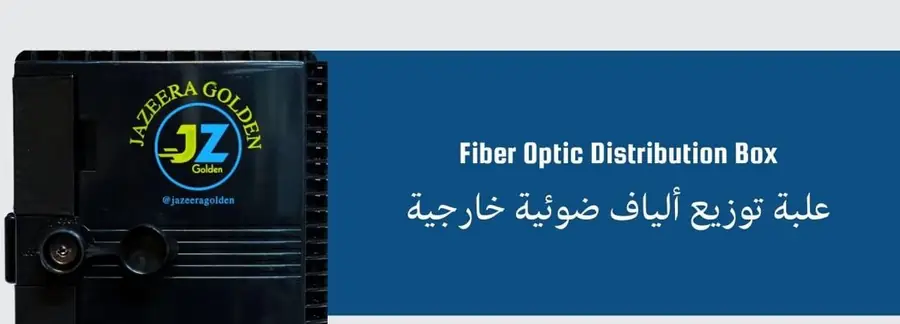 JAZEERA GOLDEN
JZ
Golden
@jazeeragolden
Fiber Optic Distribution Box
علبة توزيع ألياف ضوئية خارجية